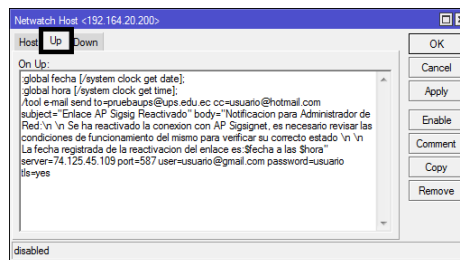 Netwatch Host <192.164.20.200>
Host Up Down
OK
On Up:
Cancel
:global fecha [/system clock get date];
:global hora [/system clock get time];
/tool e-mail send to=pruebaups@ups.edu.ec cc=usuario@hotmail.com
Apply
subject="Enlace AP Sigsig Reactivado" body="Notificacion para Administrador de
Red:\n \n Se ha reactivado la conexion con AP Sigsignet, es necesario revisar las
Enable
condiciones de funcionamiento del mismo para verificar su correcto estado \n \n
Comment
La fecha registrada de la reactivacion del enlace es:$fecha a las $hora"
server=74.125.45.109 port=587 user=usuario@gmail.com password=usuario
Copy
tls=yes
Remove
disabled